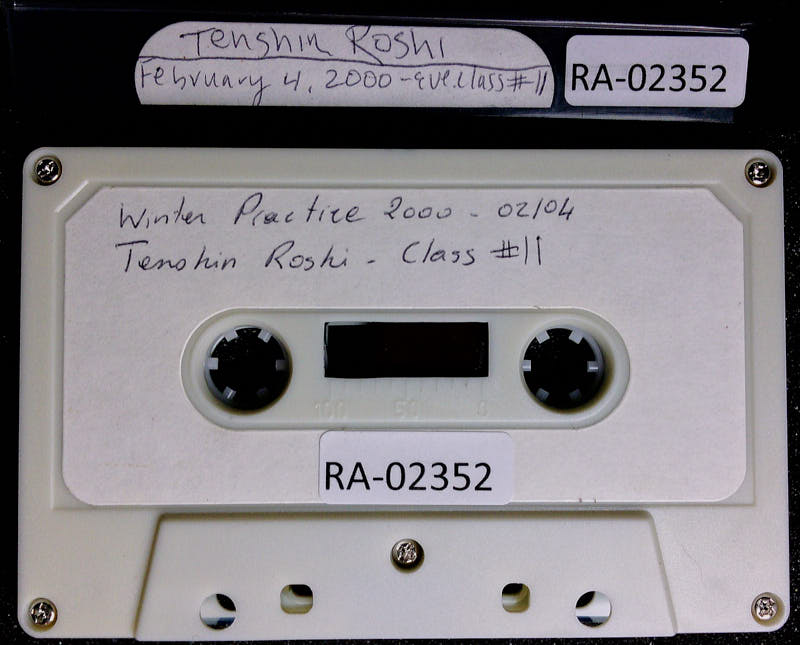 Tenshin Roshi
February 4, 2000 - eve.class #11
RA-02352
Winter Practice 2000 - 02/04
Tenshin Roshi - Class #11
100 50 0
RA-02352